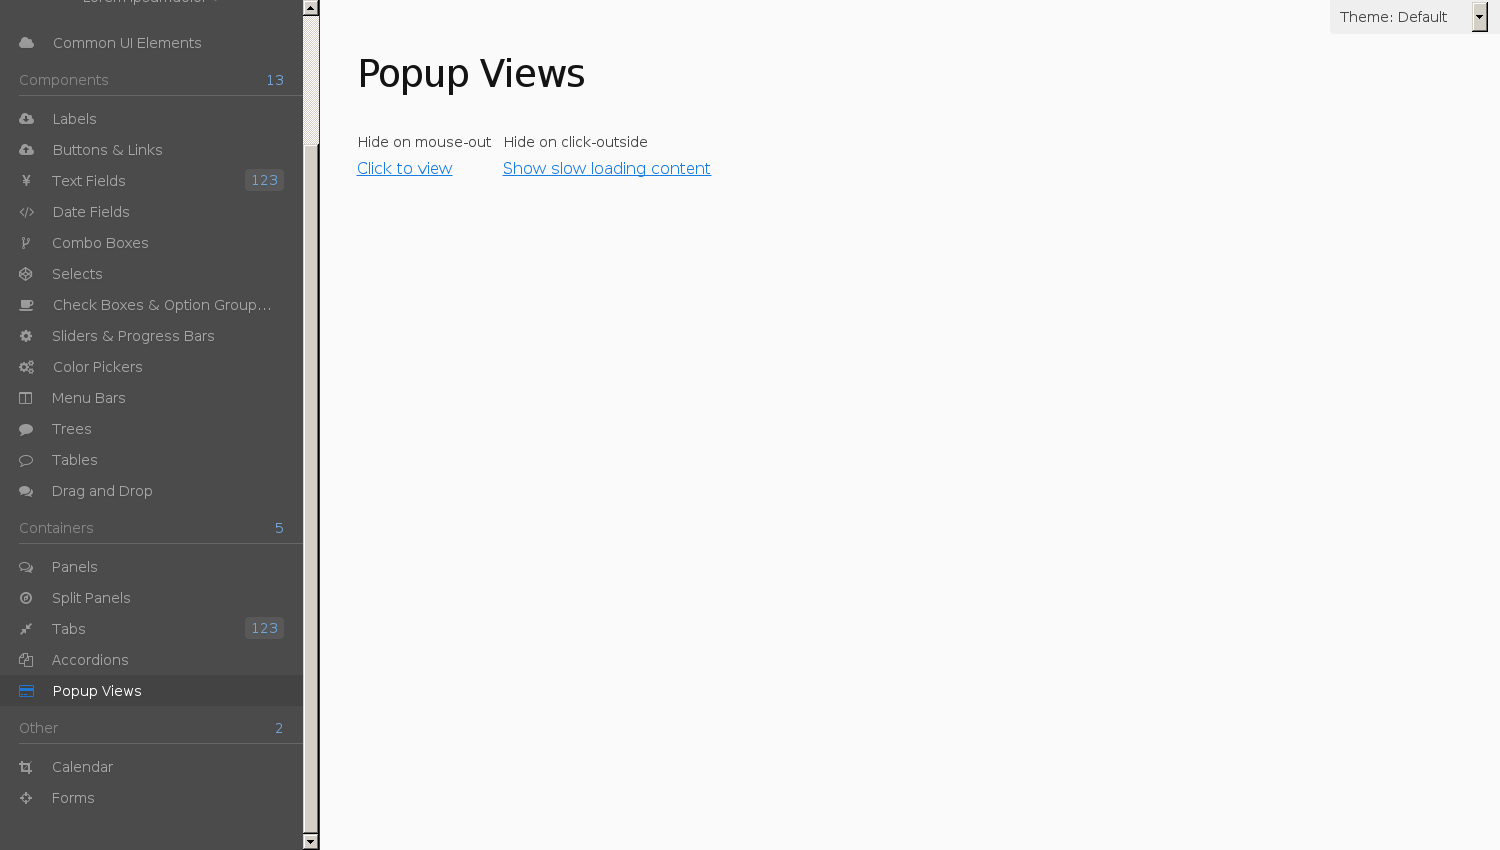 Common UI Elements
Components 13
Labels
Buttons & Links
Text Fields 123
Date Fields
Combo Boxes
Selects
Check Boxes & Option Group...
Sliders & Progress Bars
Color Pickers
Menu Bars
Trees
Tables
Drag and Drop
Containers 5
Panels
Split Panels
Tabs 123
Accordions
Popup Views
Other 2
Calendar
Forms
Theme: Default
Popup Views
Hide on mouse-out Hide on click-outside
Click to view Show slow loading content